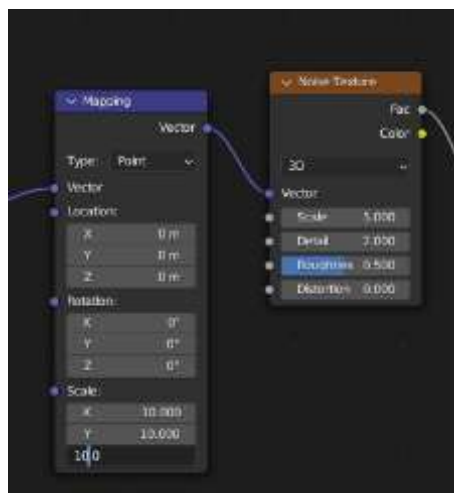 Mapping
Vector
Type: Point
Vector
Location:
X 0 m
Y 0 m
Z 0 m
Rotation:
X 0°
Y 0°
Z 0°
Scale:
X 10.000
Y 10.000
10.0
Noise Texture
Fac
Color
3D
Vector
Scale 5.000
Detail 2.000
Roughness 0.500
Distortion 0.000